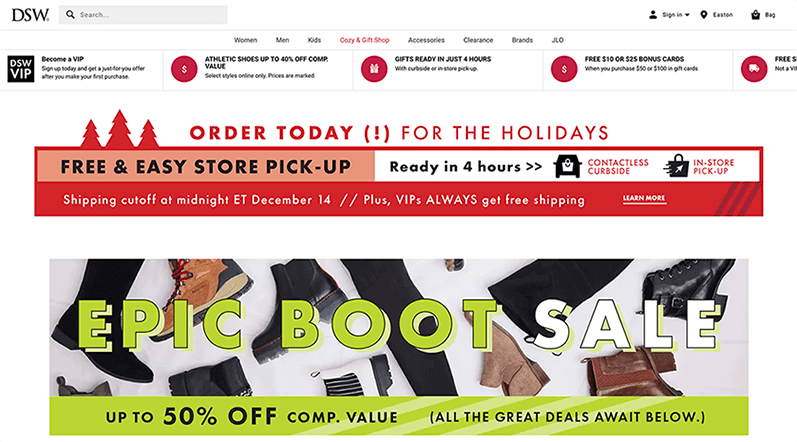 DSW
Search...
Sign in
Easton
Bag
Women Men Kids Cozy & Gift Shop Accessories Clearance Brands JLO
DSW
VIP
Become a VIP
Sign up today and get a just-for-you offer
after you make your first purchase.
$
ATHLETIC SHOES UP TO 40% OFF COMP.
VALUE
Select styles online only. Prices are marked.
GIFTS READY IN JUST 4 HOURS
With curbside or in-store pick-up.
$
FREE $10 OR $25 BONUS CARDS
When you purchase $50 or $100 in gift cards
FREE S
Not a VI
ORDER TODAY (!) FOR THE HOLIDAYS
FREE & EASY STORE PICK-UP
Ready in 4 hours >>
CONTACTLESS
CURBSIDE
IN-STORE
PICK-UP
Shipping cutoff at midnight ET December 14 // Plus, VIPs ALWAYS get free shipping
LEARN MORE
EPIC BOOT SALE
UP TO 50% OFF COMP. VALUE (ALL THE GREAT DEALS AWAIT BELOW.)